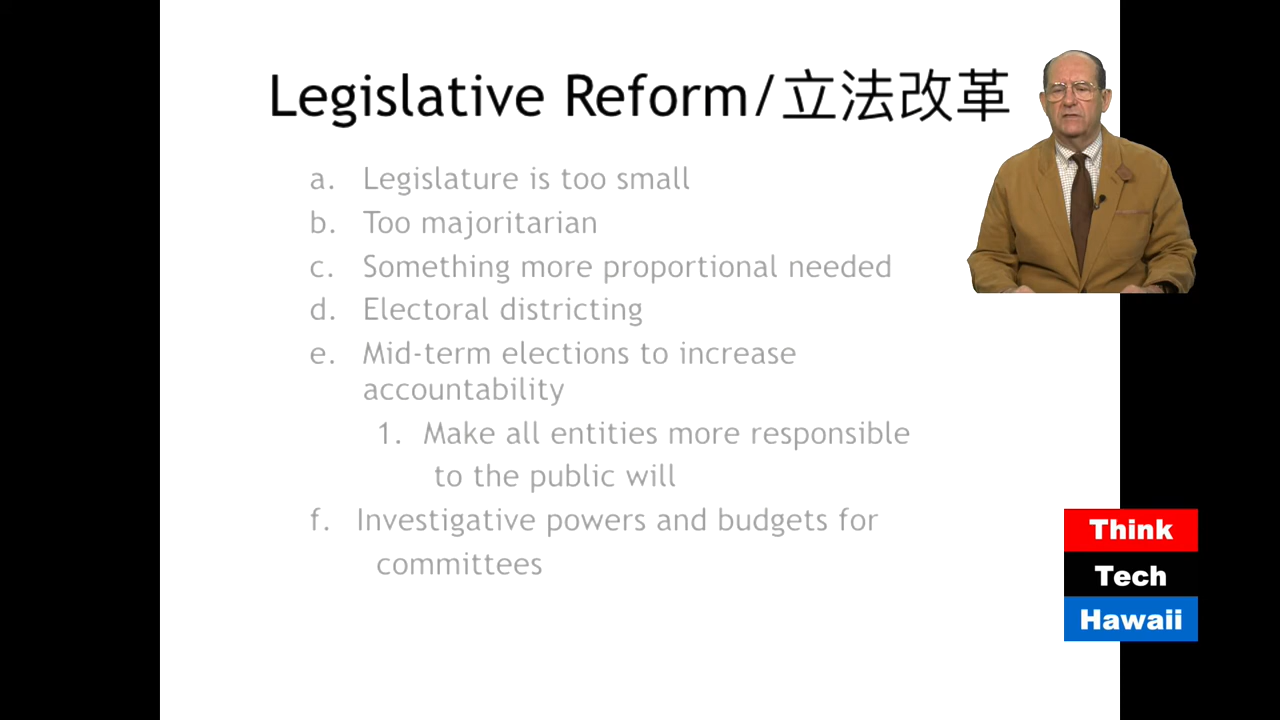 Legislative Reform/立法改革
a. Legislature is too small
b. Too majoritarian
c. Something more proportional needed
d. Electoral districting
e. Mid-term elections to increase
accountability
1. Make all entities more responsible
to the public will
f. Investigative powers and budgets for
committees
Think
Tech
Hawaii